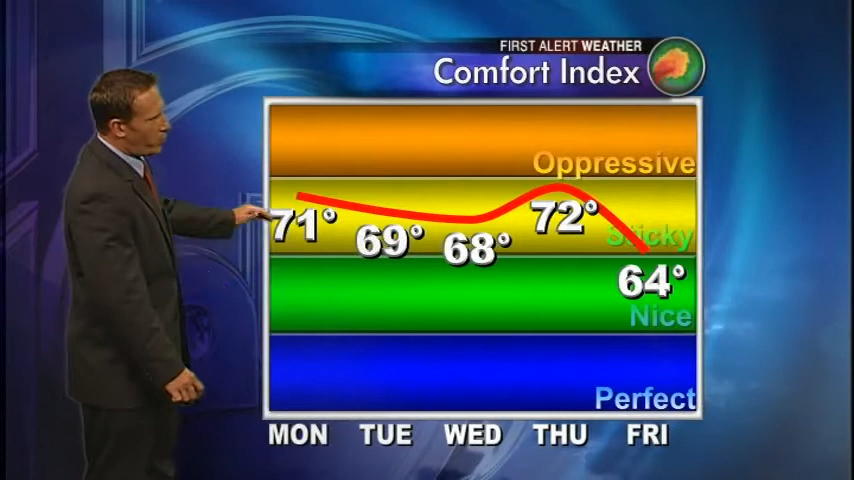 FIRST ALERT WEATHER
Comfort Index
Oppressive
71° 69° 68° 72° Sticky
64°
Nice
Perfect
MON TUE WED THU FRI